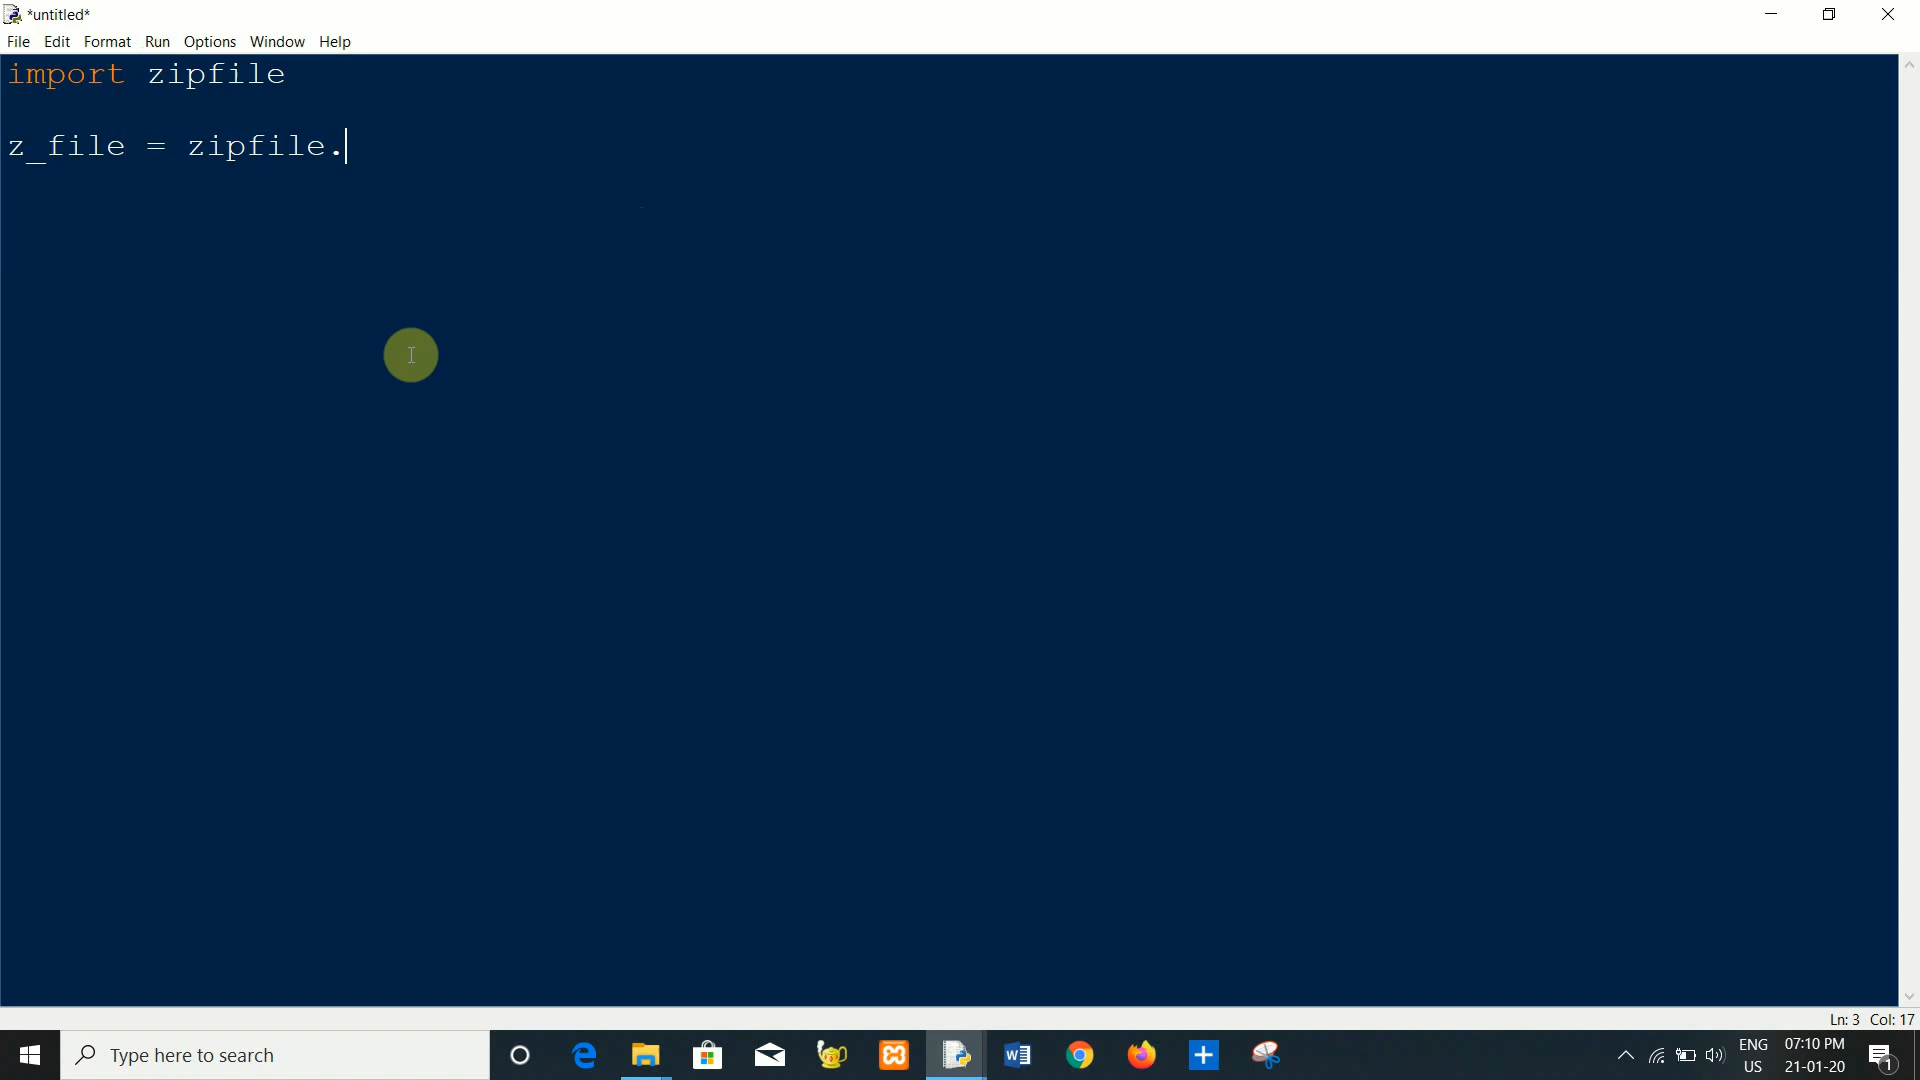 *untitled*
File Edit Format Run Options Window Help
import zipfile
z_file = zipfile.
Ln: 3 Col: 17
Type here to search
ENG
US
07:10 PM
21-01-20
1